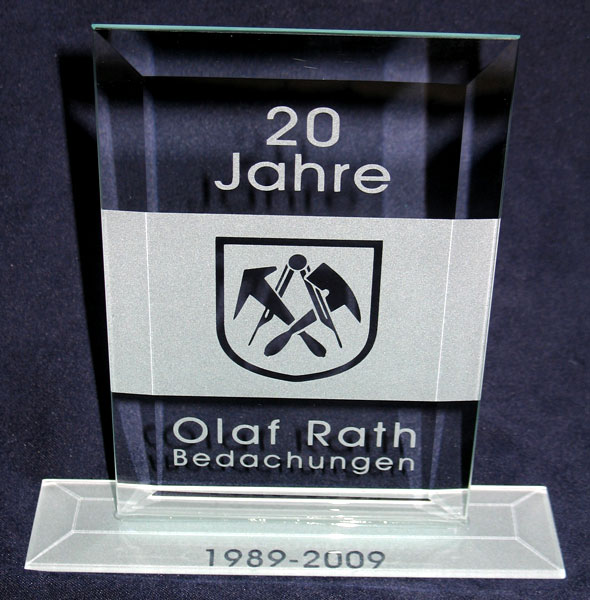 20
Jahre
Olaf Rath
Bedachungen
1989-2009